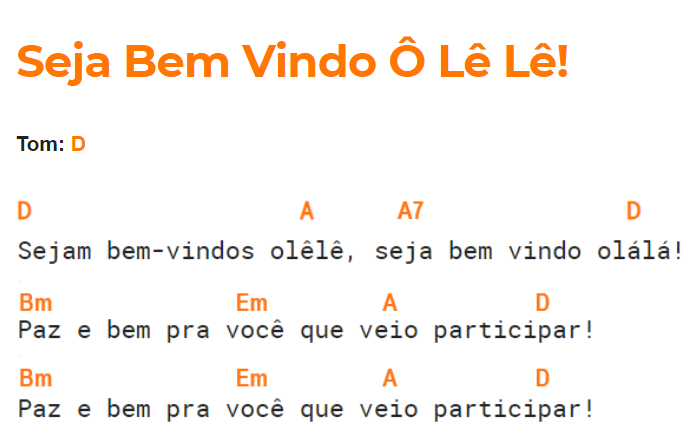 Seja Bem Vindo Ô Lê Lê!
Tom: D
D A A7 D
Sejam bem-vindos olêlê, seja bem vindo olálá!
Bm Em A D
Paz e bem pra você que veio participar!
Bm Em A D
Paz e bem pra você que veio participar!